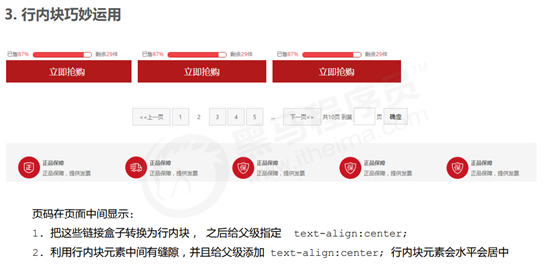 3. 行内块巧妙运用
已售87% 剩余29件 已售87% 剩余29件 已售87% 剩余29件
立即抢购 立即抢购 立即抢购
<<上一页 1 2 3 4 5 ... 下一页>> 共10页 到第 页 确定
正品保障 正品保障 正品保障 正品保障 正品保障
正品保障，提供发票 正品保障，提供发票 正品保障，提供发票 正品保障，提供发票 正品保障，提供发票
黑马程序员™
www.itheima.com
页码在页面中间显示：
1. 把这些链接盒子转换为行内块， 之后给父级指定 text-align:center;
2. 利用行内块元素中间有缝隙，并且给父级添加 text-align:center; 行内块元素会水平会居中